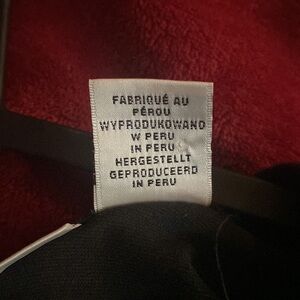 FABRIQUÉ AU
PÉROU
WYPRODUKOWANO
W PERU
IN PERU
HERGESTELLT
GEPRODUCEERD
IN PERU